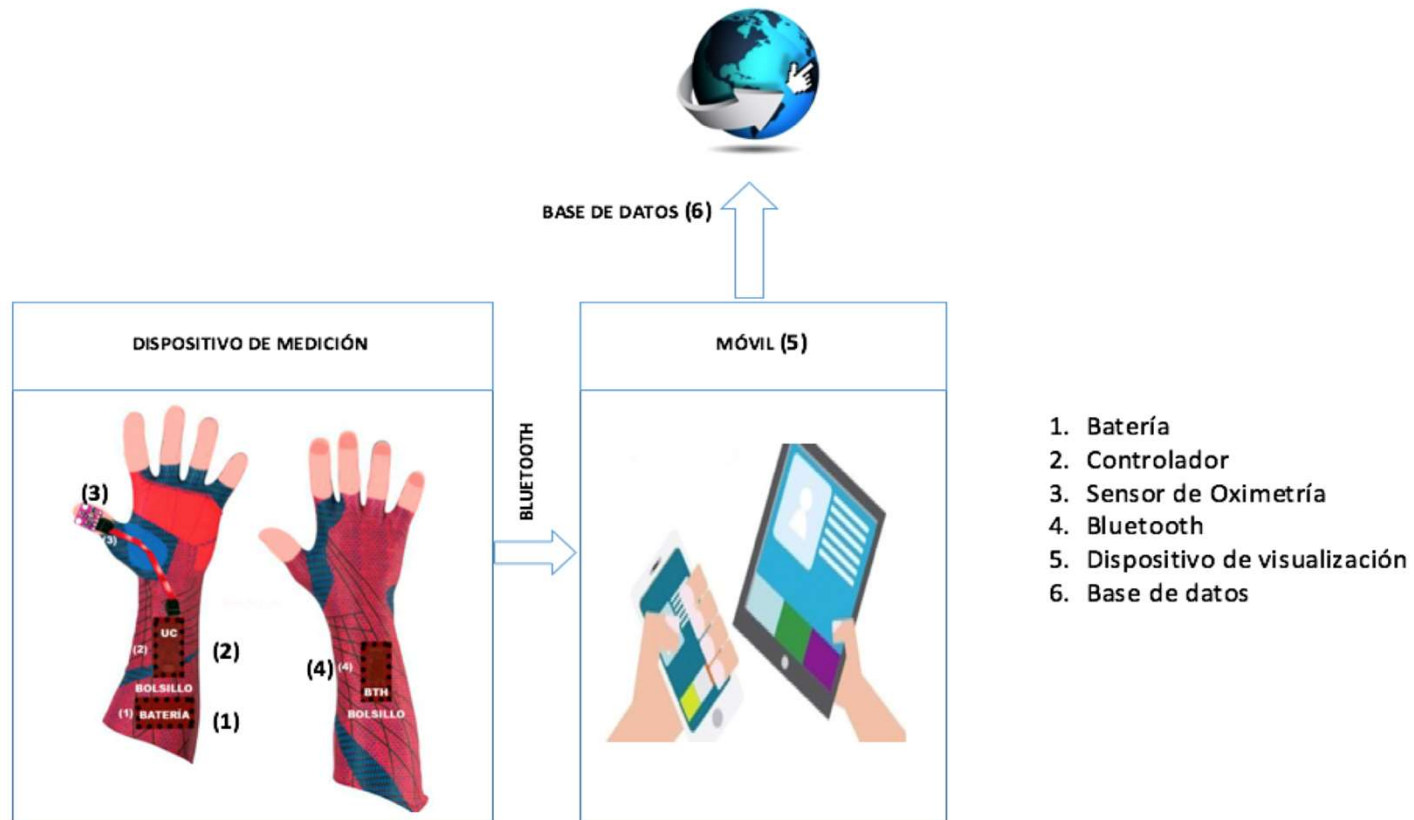 BASE DE DATOS (6)
DISPOSITIVO DE MEDICIÓN
MÓVIL (5)
BLUETOOTH
(3)
(3)
UC
(2)
(2)
BOLSILLO
(1)
BATERÍA
(1)
(4)
(4)
BTH
BOLSILLO
1. Batería
2. Controlador
3. Sensor de Oximetría
4. Bluetooth
5. Dispositivo de visualización
6. Base de datos